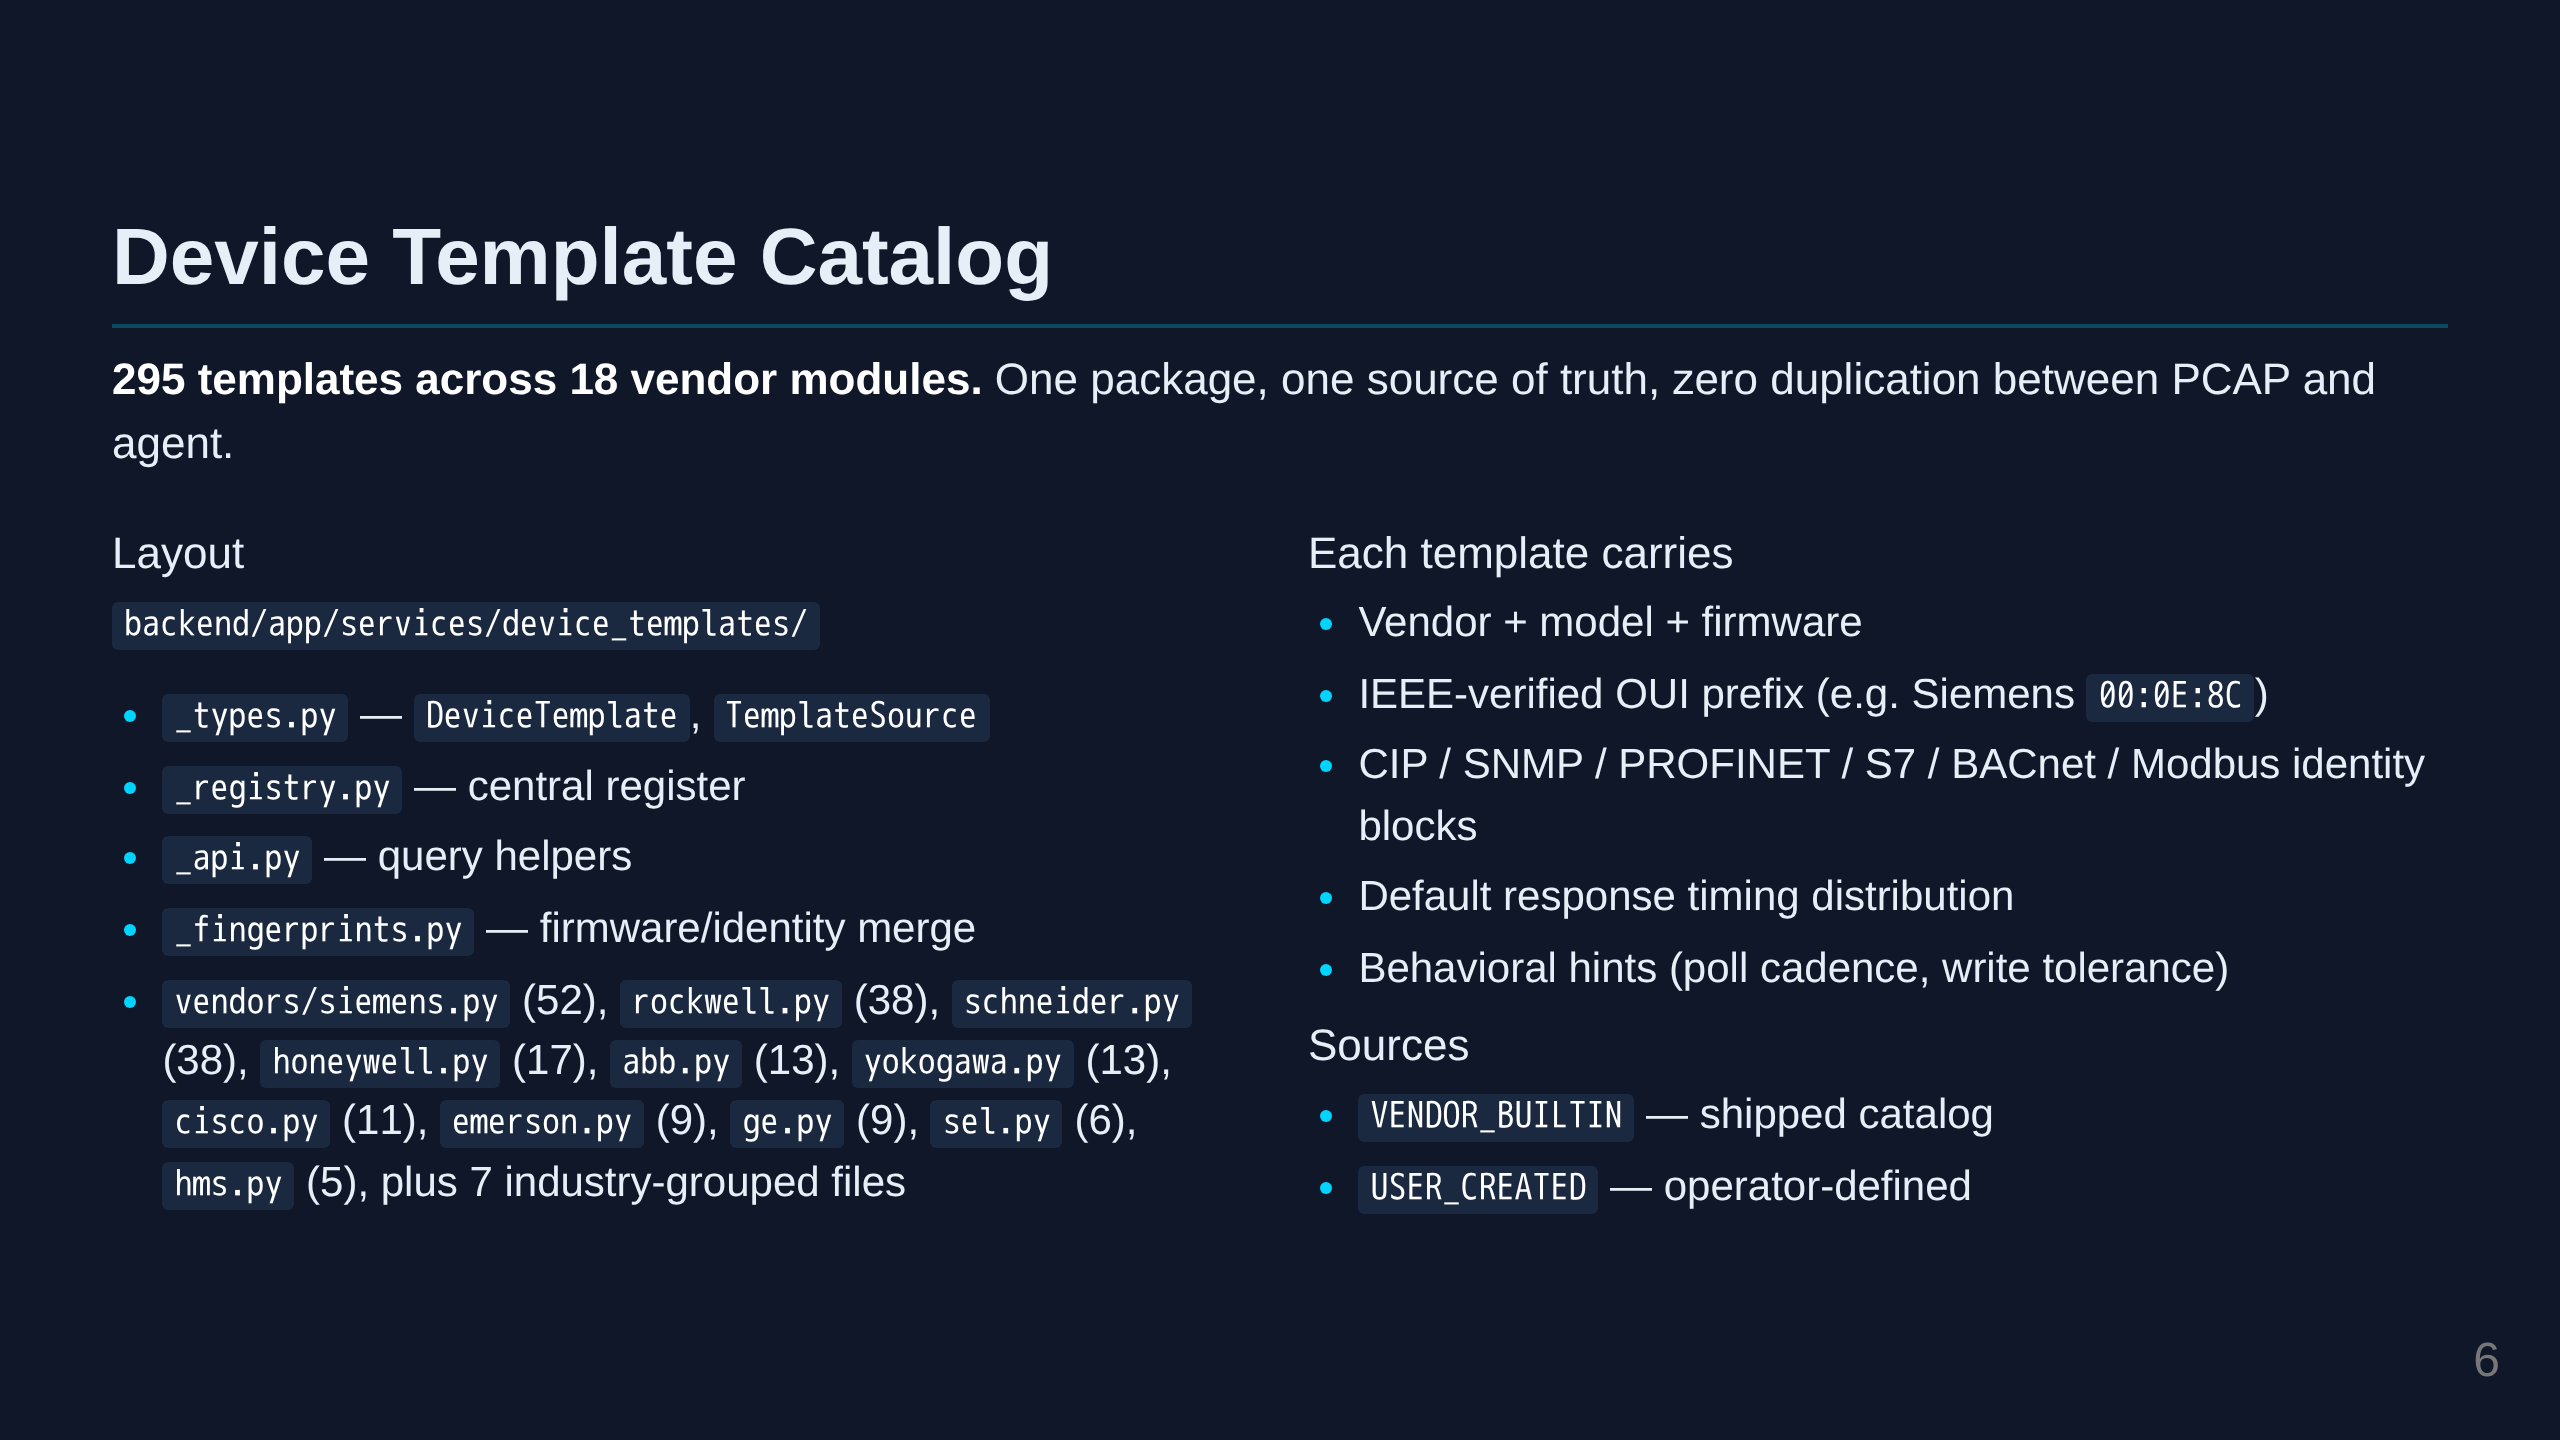 Device Template Catalog
295 templates across 18 vendor modules. One package, one source of truth, zero duplication between PCAP and
agent.
Layout
backend/app/services/device_templates/
• _types.py — DeviceTemplate, TemplateSource
• _registry.py — central register
• _api.py — query helpers
• _fingerprints.py — firmware/identity merge
• vendors/siemens.py (52), rockwell.py (38), schneider.py
(38), honeywell.py (17), abb.py (13), yokogawa.py (13),
cisco.py (11), emerson.py (9), ge.py (9), sel.py (6),
hms.py (5), plus 7 industry-grouped files
Each template carries
• Vendor + model + firmware
• IEEE-verified OUI prefix (e.g. Siemens 00:0E:8C)
• CIP / SNMP / PROFINET / S7 / BACnet / Modbus identity
blocks
• Default response timing distribution
• Behavioral hints (poll cadence, write tolerance)
Sources
• VENDOR_BUILTIN — shipped catalog
• USER_CREATED — operator-defined
6